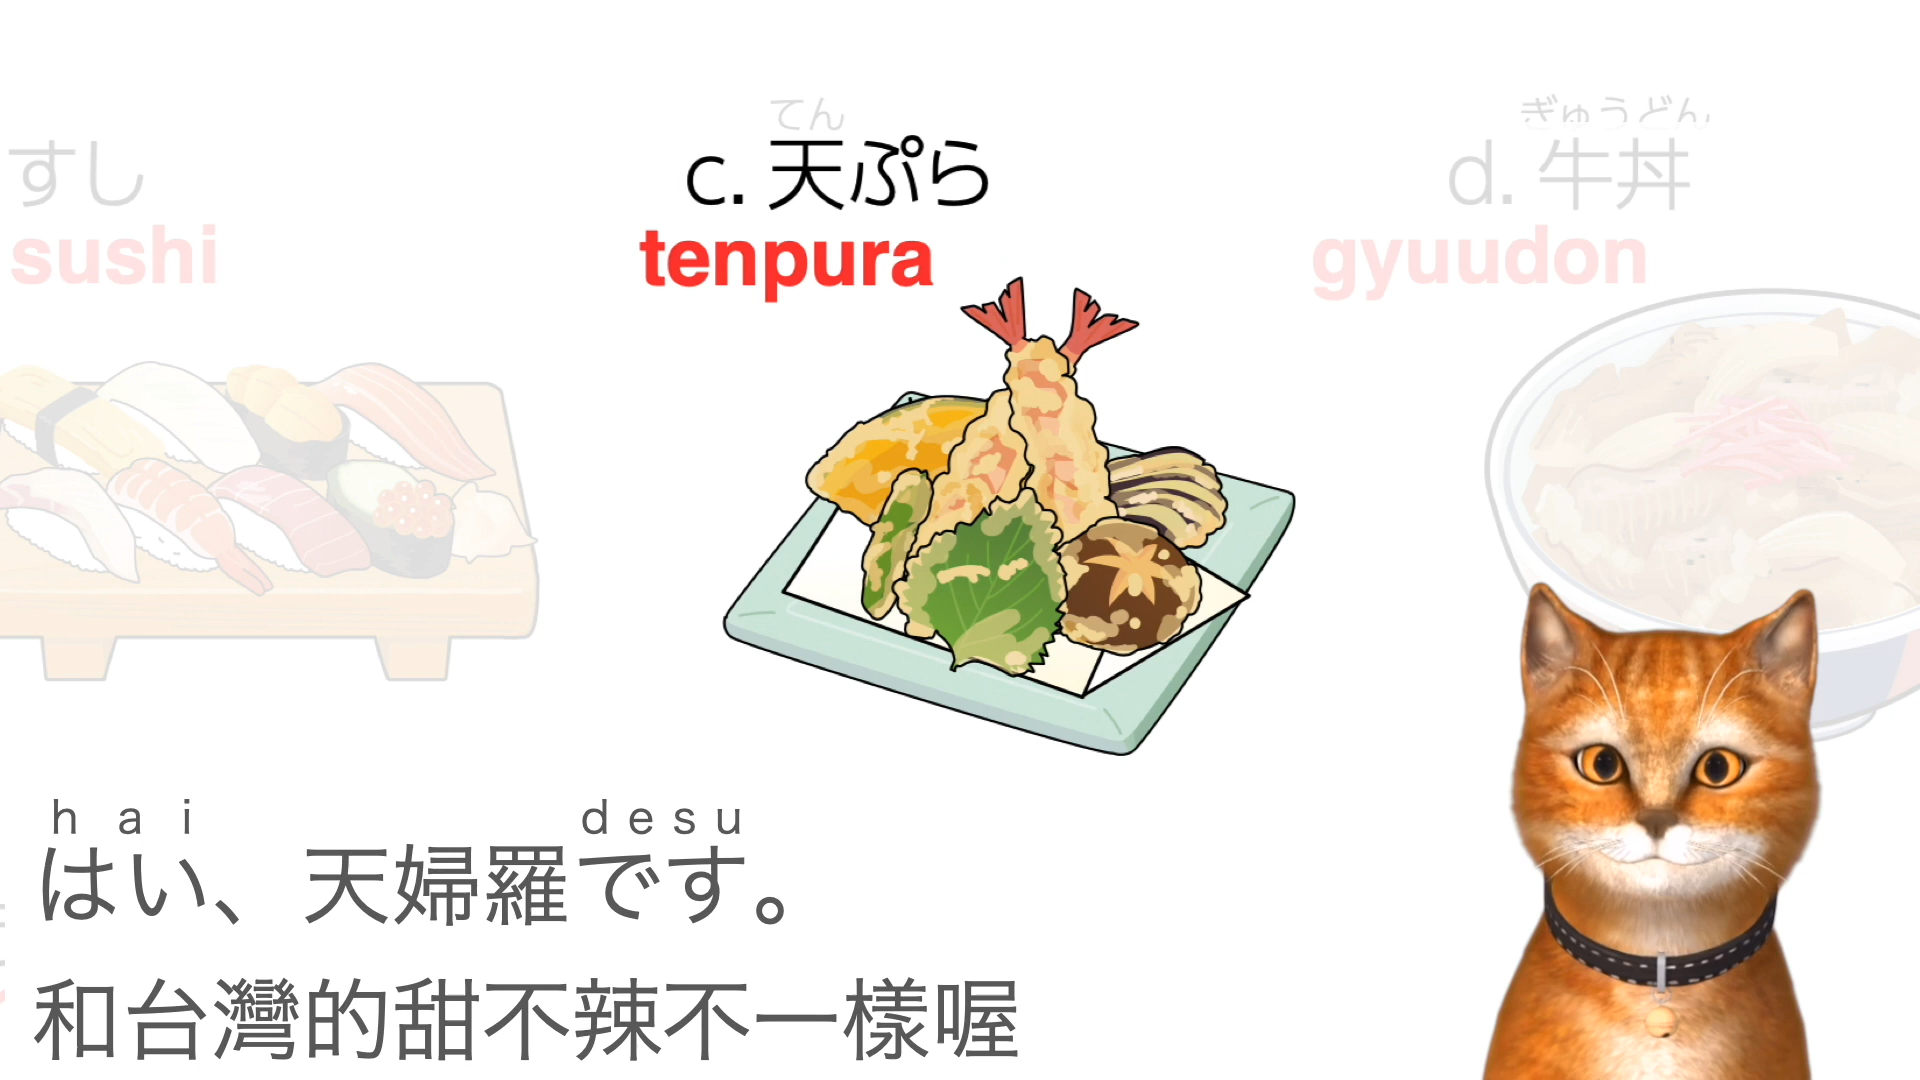 すし
sushi
てん
c. 天ぷら
tenpura
ぎゅうどん
d. 牛丼
gyuudon
hai desu
はい、天婦羅です。
和台灣的甜不辣不一樣喔